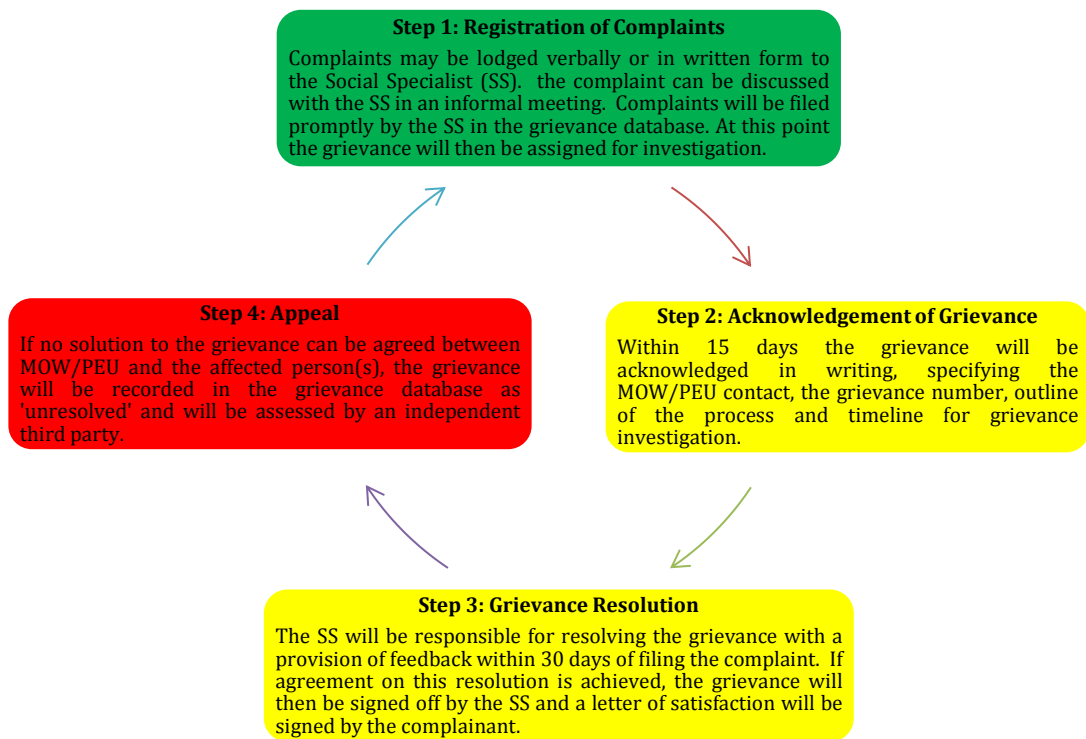 Step 1: Registration of Complaints
Complaints may be lodged verbally or in written form to
the Social Specialist (SS). the complaint can be discussed
with the SS in an informal meeting. Complaints will be filed
promptly by the SS in the grievance database. At this point
the grievance will then be assigned for investigation.
Step 2: Acknowledgement of Grievance
Within 15 days the grievance will be
acknowledged in writing, specifying the
MOW/PEU contact, the grievance number, outline
of the process and timeline for grievance
investigation.
Step 3: Grievance Resolution
The SS will be responsible for resolving the grievance with a
provision of feedback within 30 days of filing the complaint. If
agreement on this resolution is achieved, the grievance will
then be signed off by the SS and a letter of satisfaction will be
signed by the complainant.
Step 4: Appeal
If no solution to the grievance can be agreed between
MOW/PEU and the affected person(s), the grievance
will be recorded in the grievance database as
'unresolved' and will be assessed by an independent
third party.